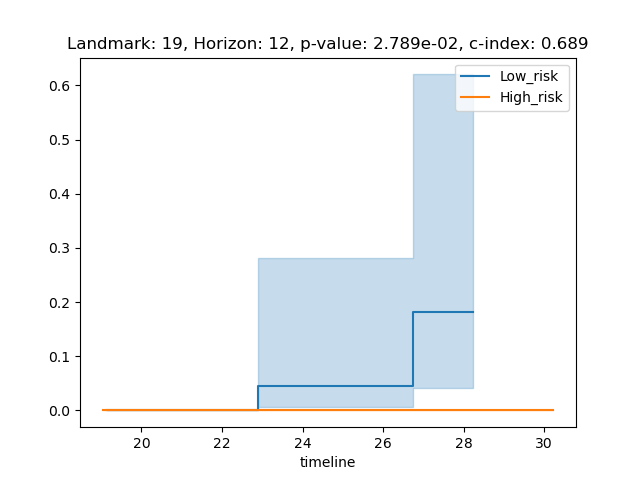 Landmark: 19, Horizon: 12, p-value: 2.789e-02, c-index: 0.689
Low_risk
High_risk
0.6
0.5
0.4
0.3
0.2
0.1
0.0
20 22 24 26 28 30
timeline